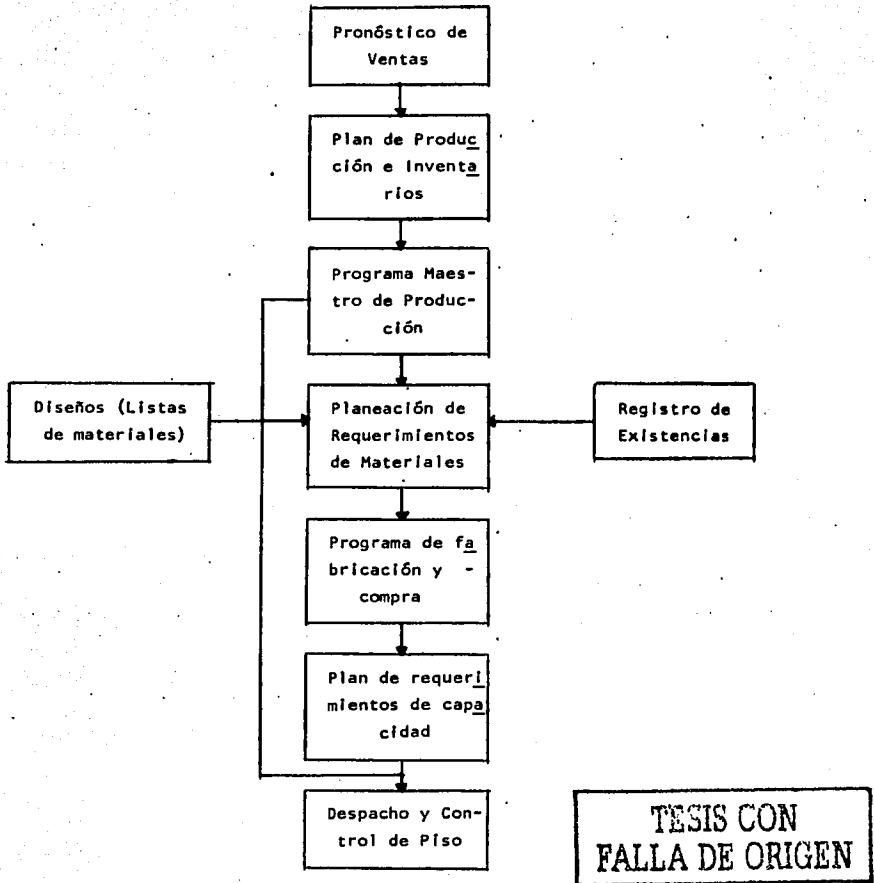 Pronóstico de
Ventas
Plan de Produc
ción e Inventa
rios
Programa Maes-
tro de Produc-
ción
Diseños (Listas
de materiales)
Planeación de
Requerimientos
de Materiales
Registro de
Existencias
Programa de fa
bricación y -
compra
Plan de requeri
mientos de capa
cidad
Despacho y Con-
trol de Piso
TESIS CON
FALLA DE ORIGEN